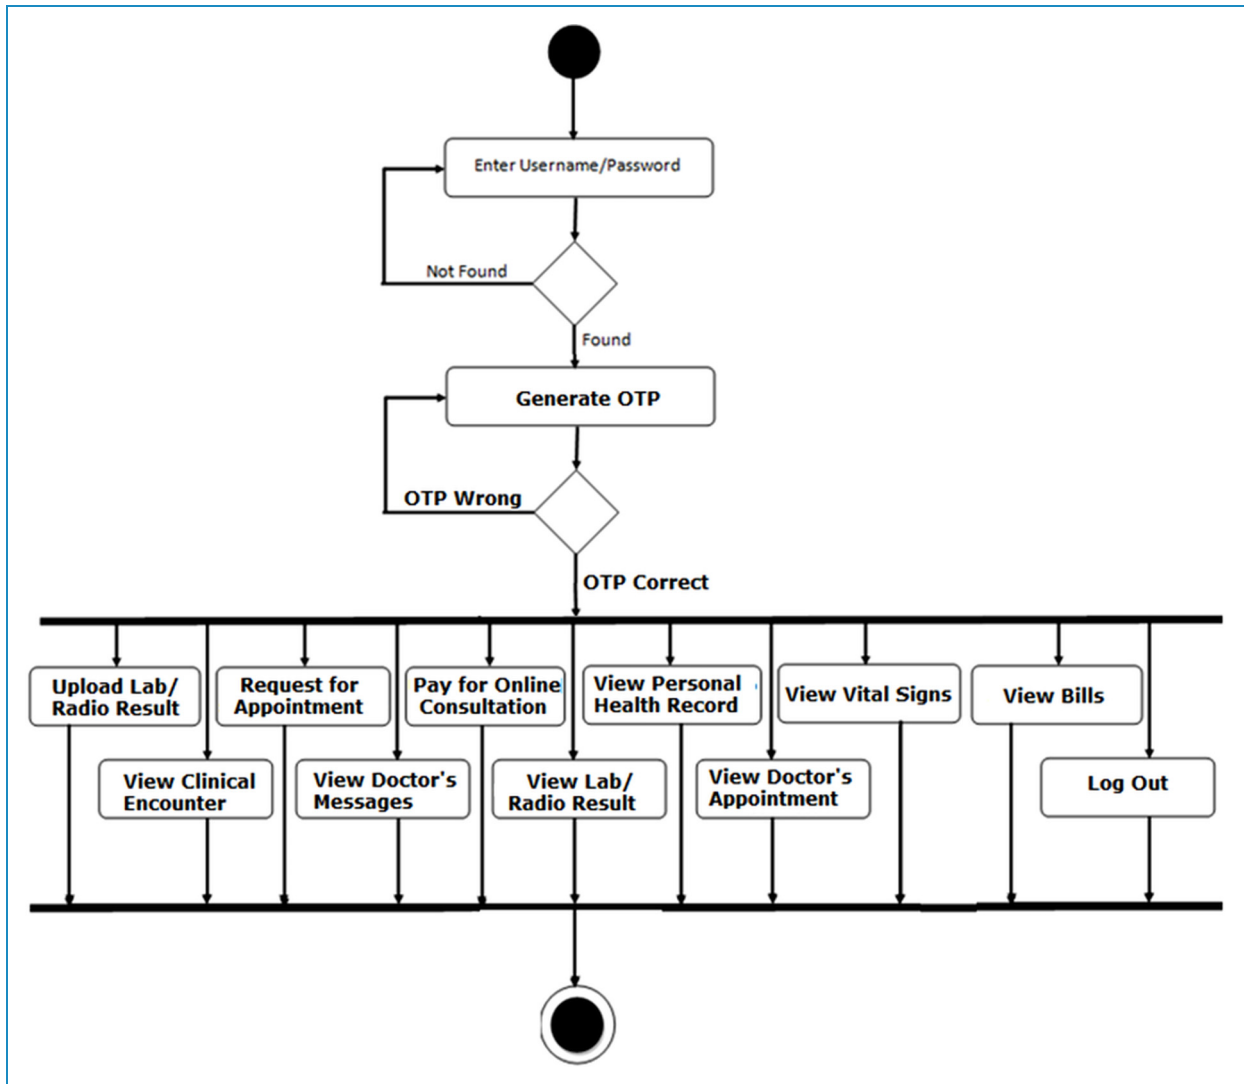 Enter Username/Password
Not Found
Found
Generate OTP
OTP Wrong
OTP Correct
Upload Lab/
Radio Result
Request for
Appointment
Pay for Online
Consultation
View Personal
Health Record
View Vital Signs
View Bills
View Clinical
Encounter
View Doctor's
Messages
View Lab/
Radio Result
View Doctor's
Appointment
Log Out